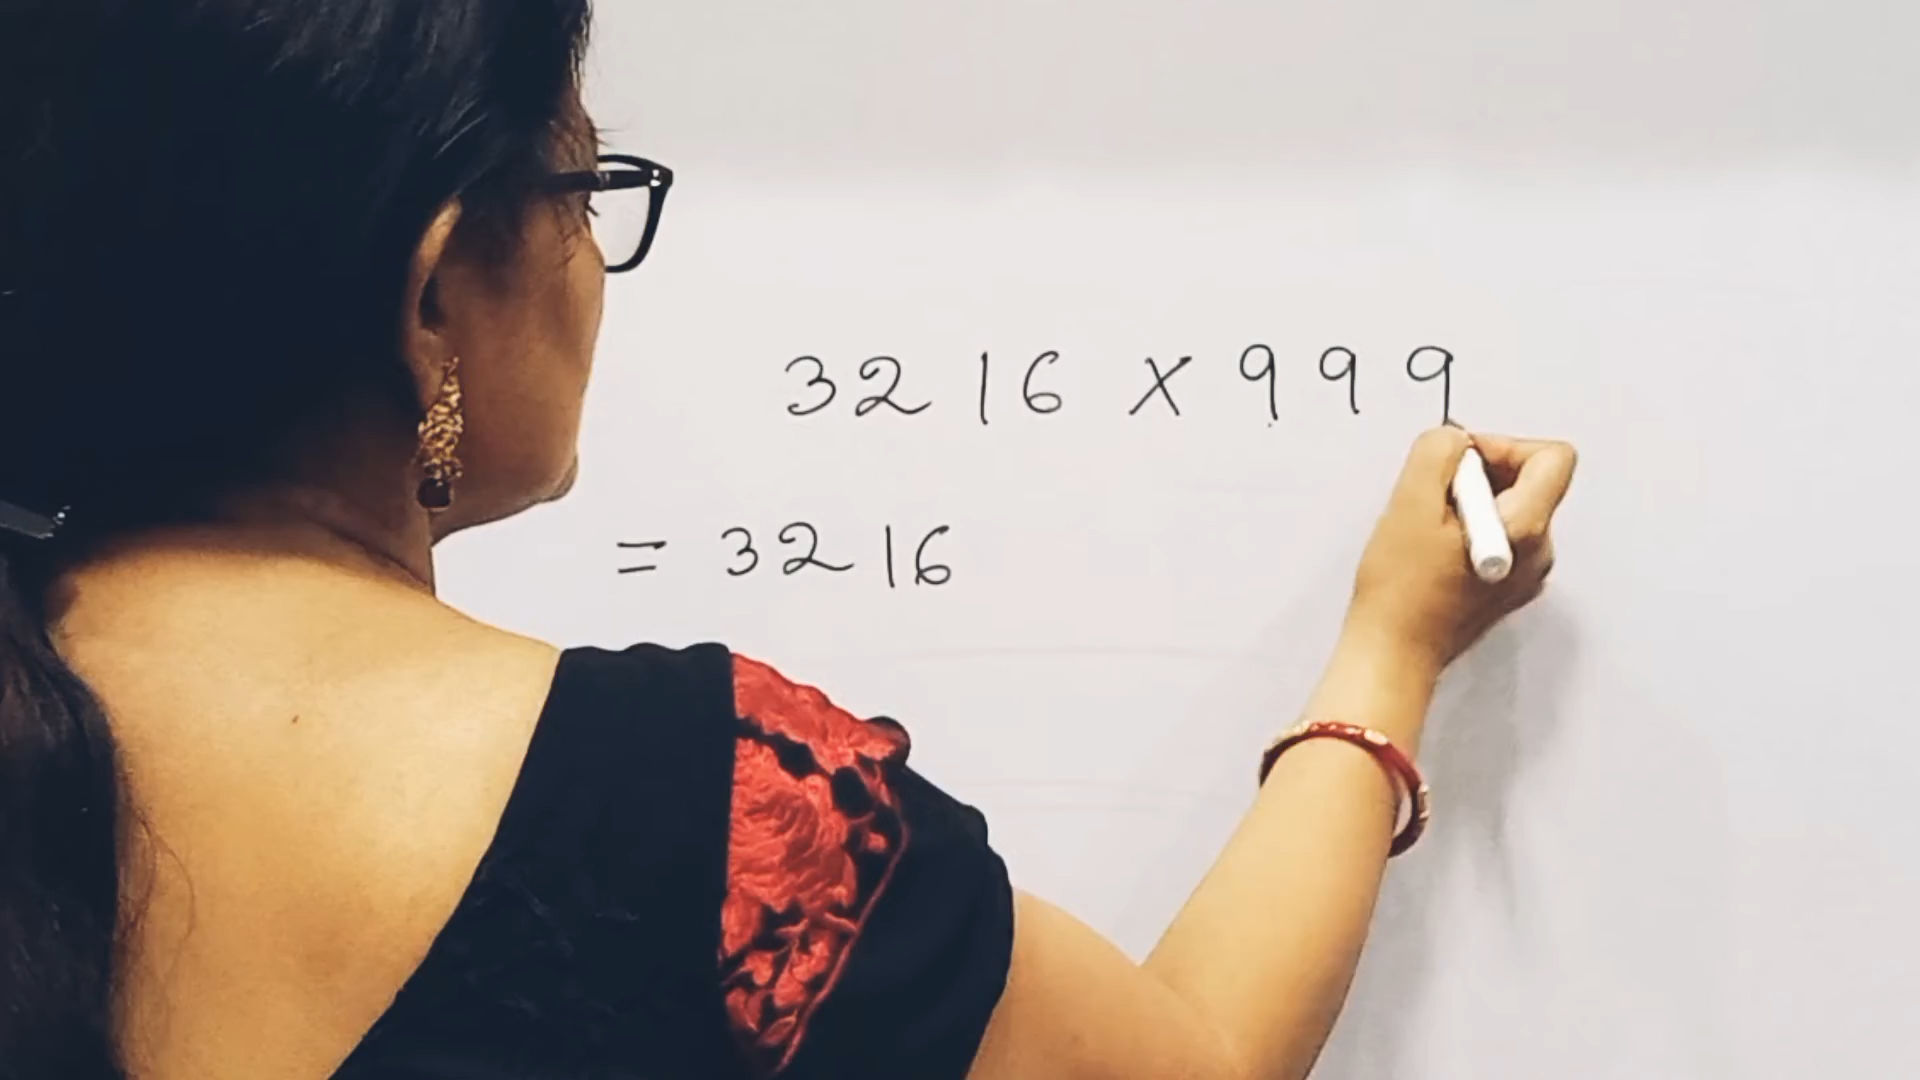 3216 × 999
= 3216